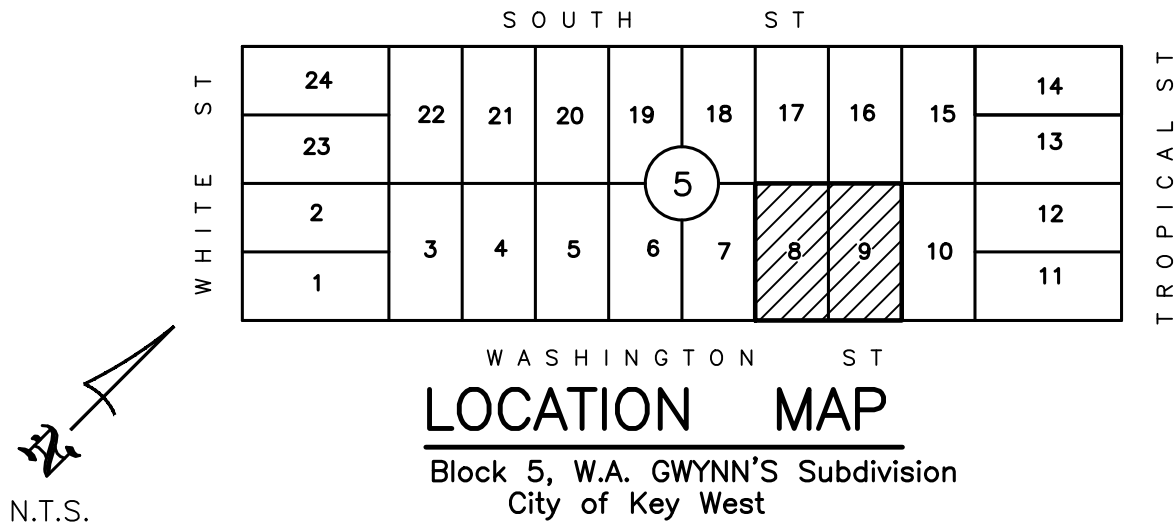 SOUTH ST
WHITE ST
TROPICAL ST
24
23
2
1
22
21
20
19
18
17
16
15
14
13
12
11
5
3
4
5
6
7
8
9
10
WASHINGTON ST
LOCATION MAP
Block 5, W.A. GWYNN'S Subdivision
City of Key West
N
N.T.S.